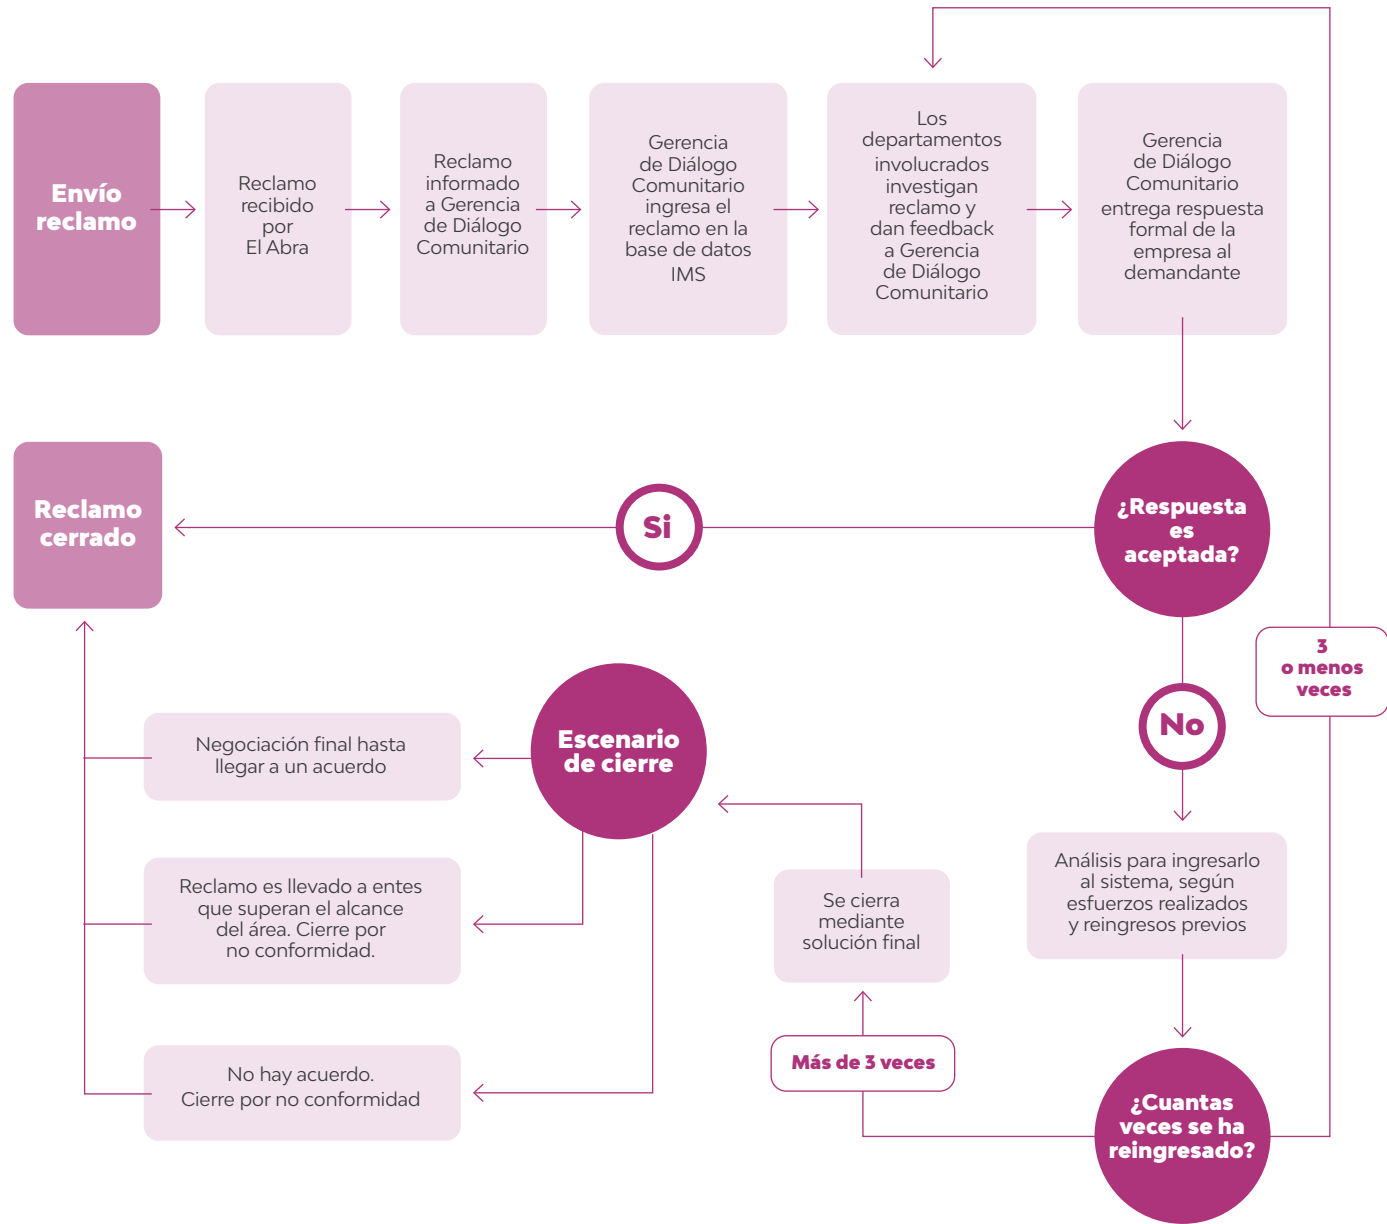 Envío
reclamo
Reclamo
recibido
por
El Abra
Reclamo
informado
a Gerencia
de Diálogo
Comunitario
Gerencia
de Diálogo
Comunitario
ingresa el
reclamo en la
base de datos
IMS
Los
departamentos
involucrados
investigan
reclamo y
dan feedback
a Gerencia
de Diálogo
Comunitario
Gerencia
de Diálogo
Comunitario
entrega respuesta
formal de la
empresa al
demandante
Reclamo
cerrado
Si
¿Respuesta
es
aceptada?
3
o menos
veces
No
Escenario
de cierre
Negociación final hasta
llegar a un acuerdo
Reclamo es llevado a entes
que superan el alcance
del área. Cierre por
no conformidad.
No hay acuerdo.
Cierre por no conformidad
Se cierra
mediante
solución final
Análisis para ingresarlo
al sistema, según
esfuerzos realizados
y reingresos previos
Más de 3 veces
¿Cuantas
veces se ha
reingresado?